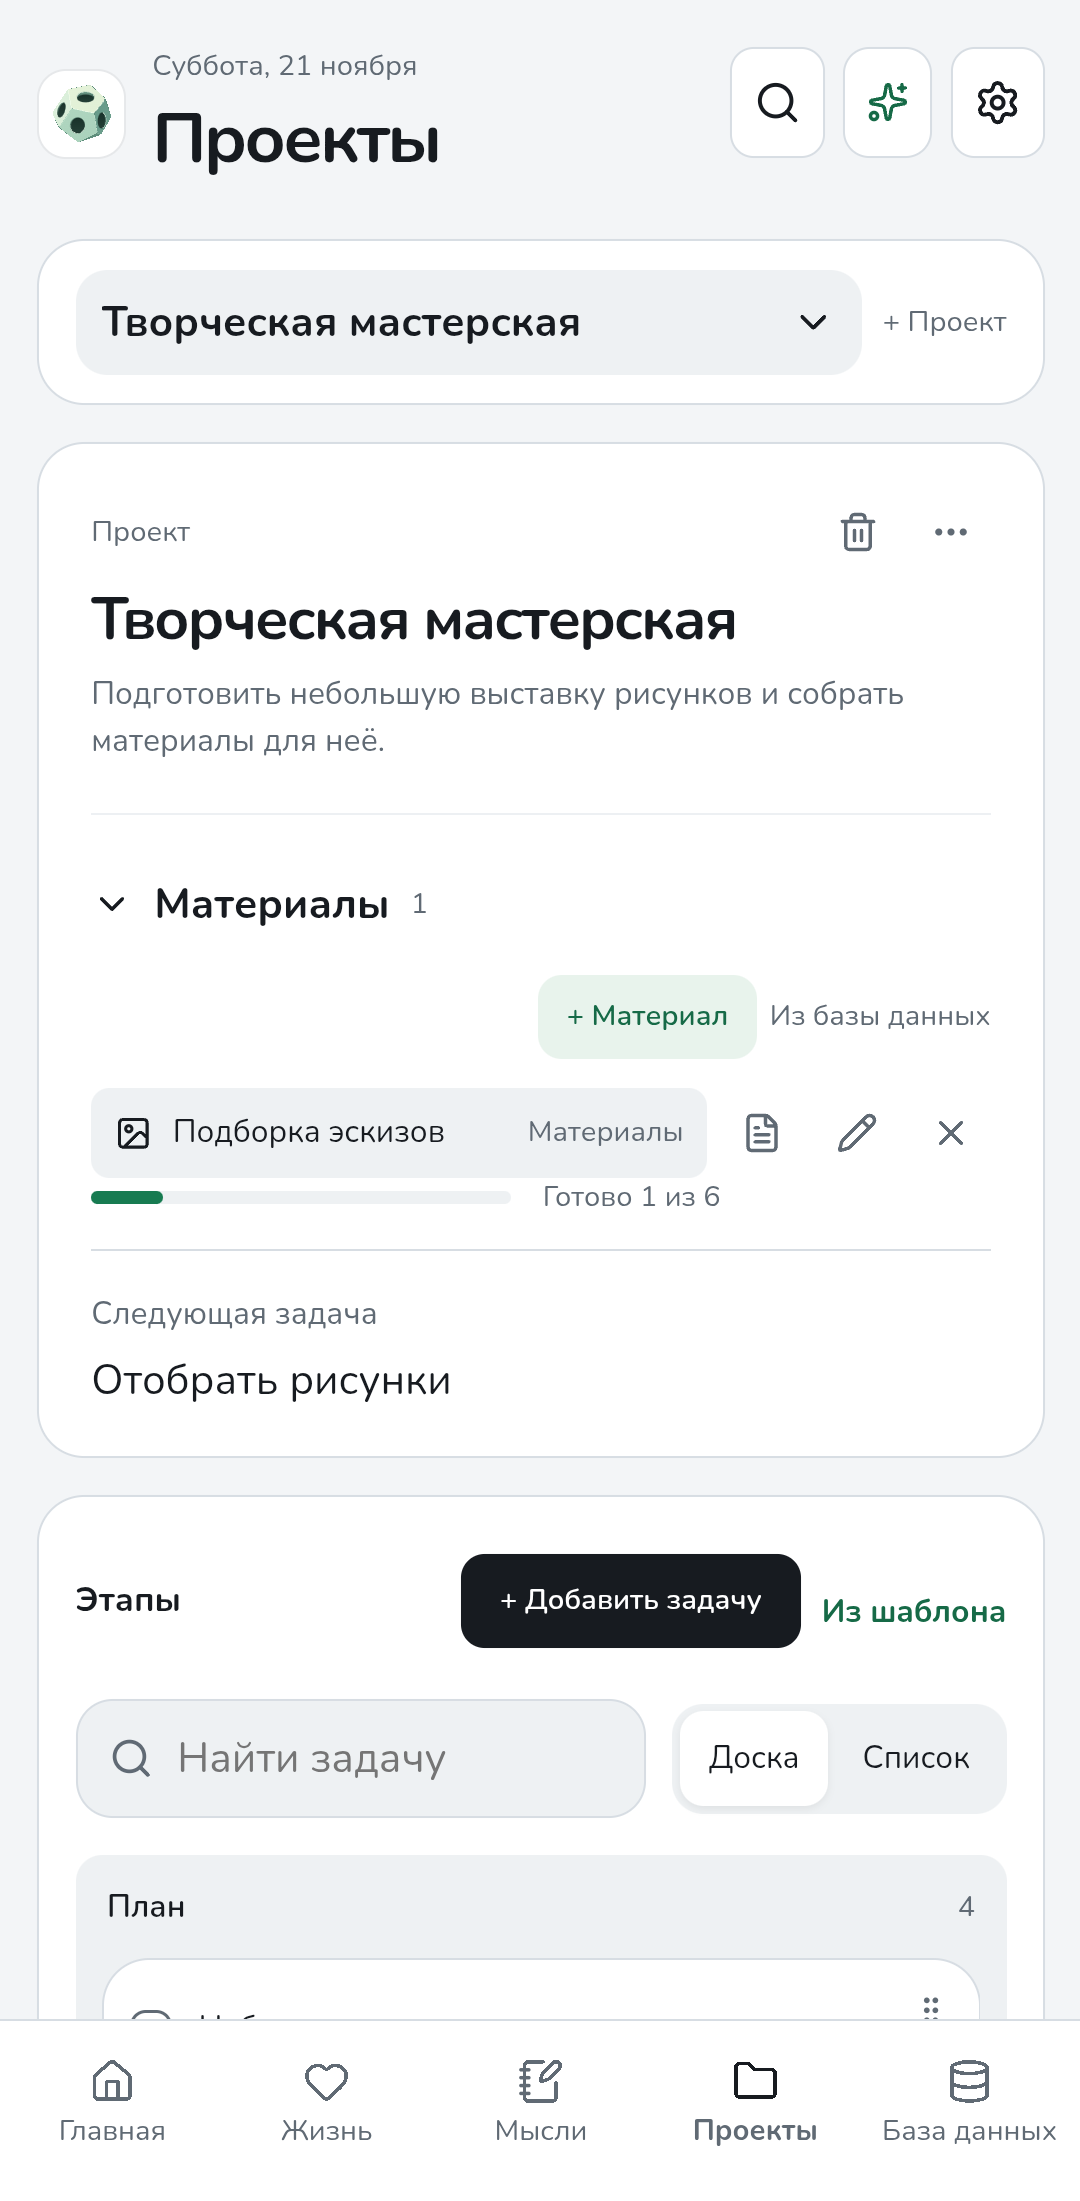 Суббота, 21 ноября
Проекты
Творческая мастерская
+ Проект
Проект
Творческая мастерская
Подготовить небольшую выставку рисунков и собрать
материалы для неё.
Материалы 1
+ Материал Из базы данных
Подборка эскизов Материалы
Готово 1 из 6
Следующая задача
Отобрать рисунки
Этапы
+ Добавить задачу
Из шаблона
Найти задачу
Доска Список
План 4
Главная Жизнь Мысли Проекты База данных